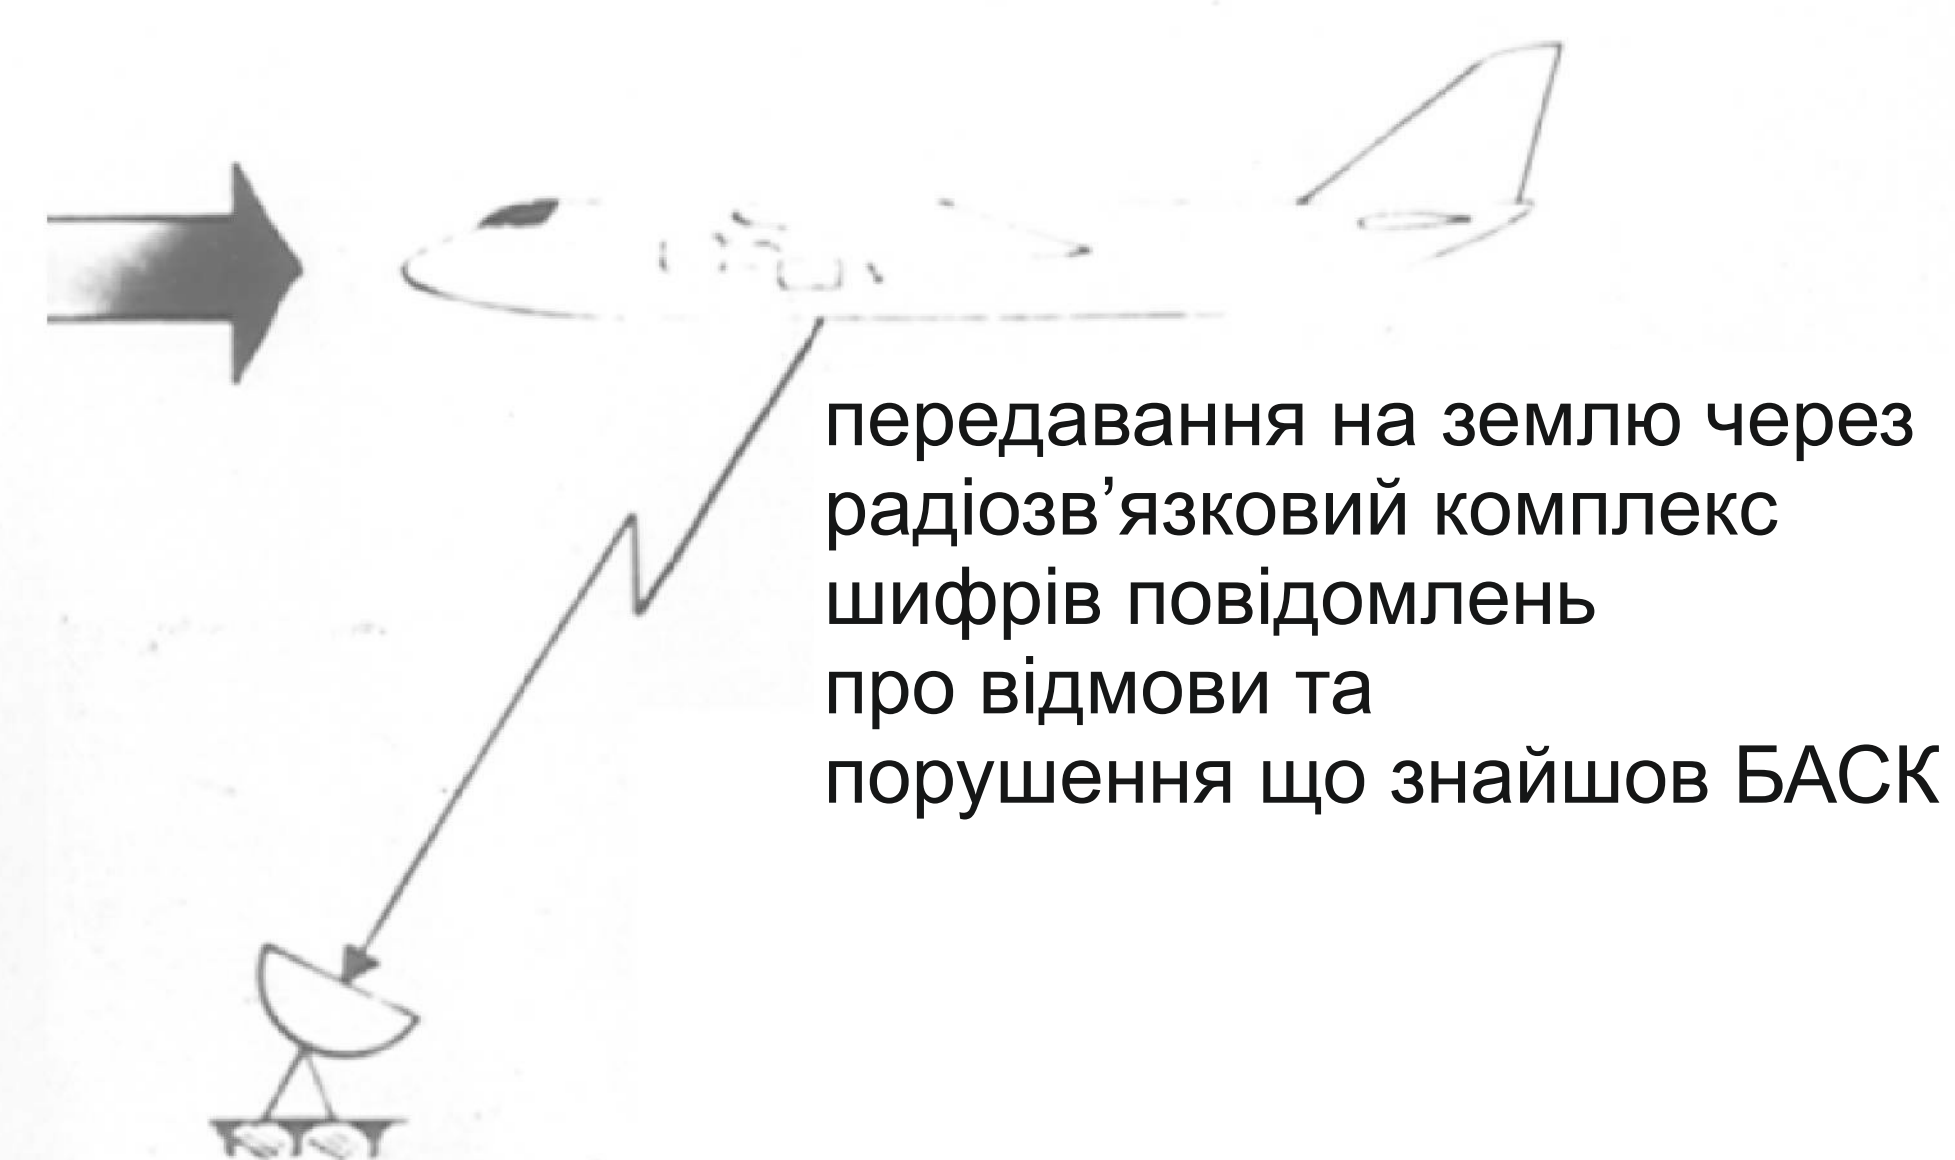 передавання на землю через
радіозв’язковий комплекс
шифрів повідомлень
про відмови та
порушення що знайшов БАСК